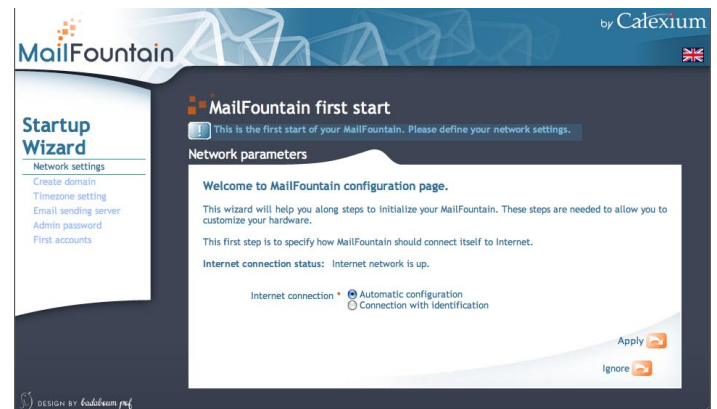 by Calexium
MailFountain
MailFountain first start
This is the first start of your MailFountain. Please define your network settings.
Startup
Wizard
Network settings
Create domain
Timezone setting
Email sending server
Admin password
First accounts
Network parameters
Welcome to MailFountain configuration page.
This wizard will help you along steps to initialize your MailFountain. These steps are needed to allow you to
customize your hardware.
This first step is to specify how MailFountain should connect itself to Internet.
Internet connection status: Internet network is up.
Internet connection * Automatic configuration
Connection with identification
Apply
Ignore
DESIGN BY badaboum prod